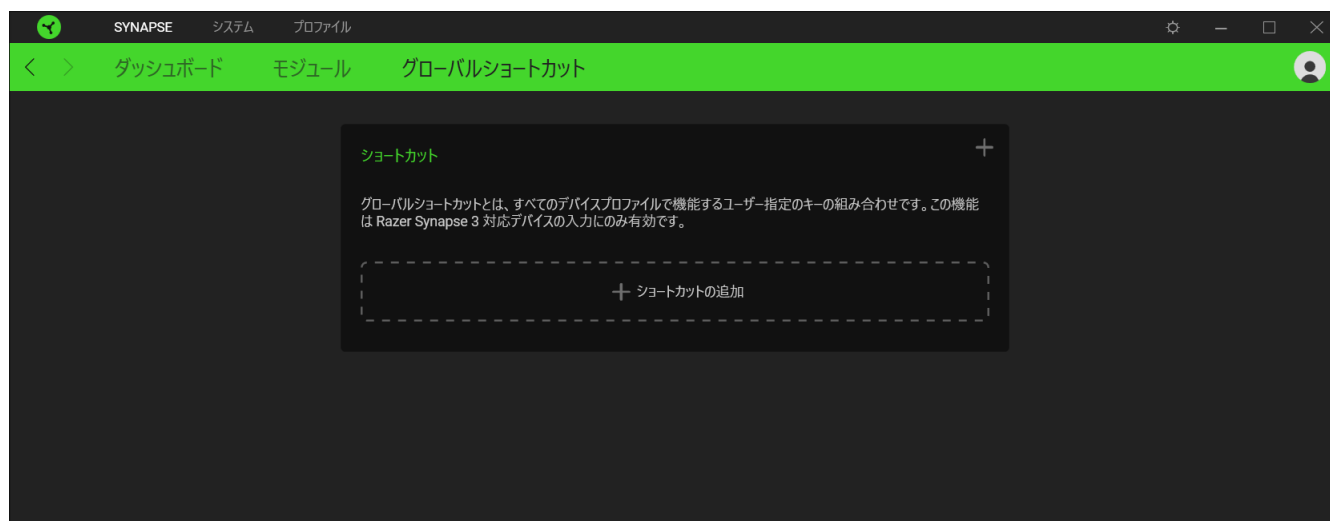 SYNAPSE システム プロファイル
ダッシュボード モジュール グローバルショートカット
ショートカット
グローバルショートカットとは、すべてのデバイスプロファイルで機能するユーザー指定のキーの組み合わせです。この機能
は Razer Synapse 3 対応デバイスの入力にのみ有効です。
ショートカットの追加